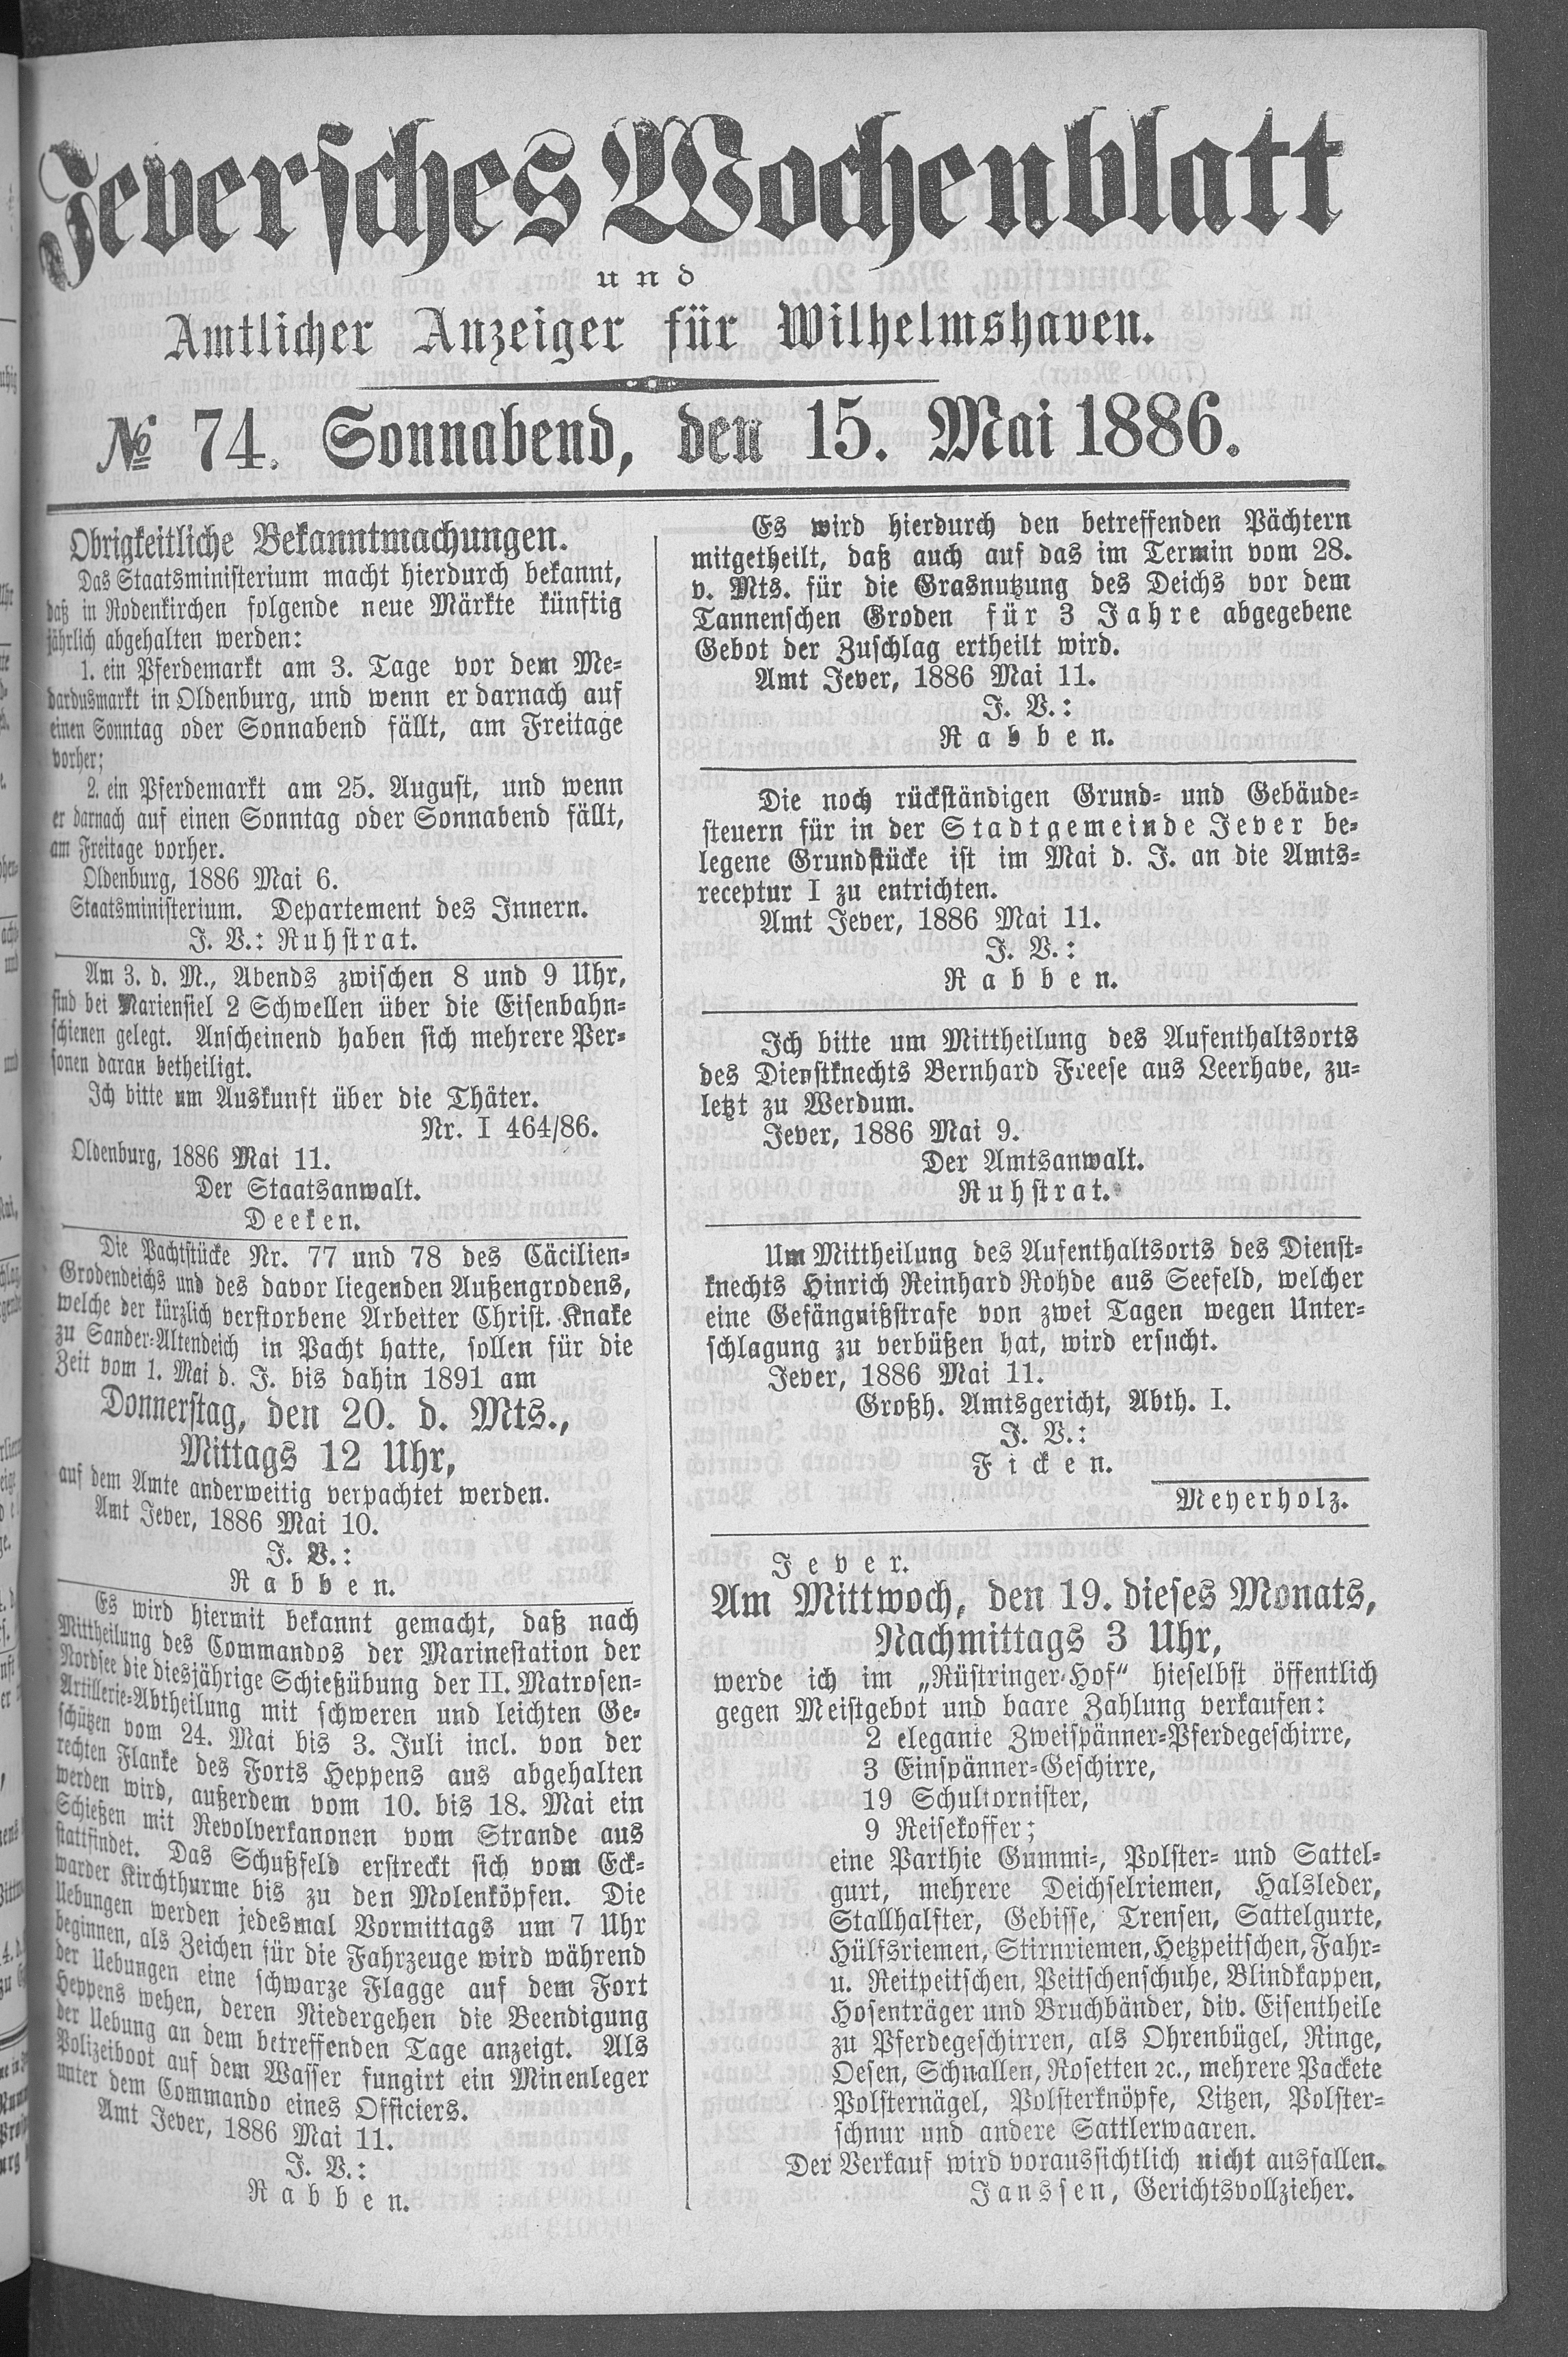 Jeversches Wochenblatt
und
Amtlicher Anzeiger für Wilhelmshaven.
№ 74. Sonnabend, den 15. Mai 1886.
Obrigkeitliche Bekanntmachungen.
Das Staatsministerium macht hierdurch bekannt,
daß in Rodenkirchen folgende neue Märkte künftig
jährlich abgehalten werden:
1. ein Pferdemarkt am 3. Tage vor dem Me-
dardusmarkt in Oldenburg, und wenn er darnach auf
einen Sonntag oder Sonnabend fällt, am Freitage
vorher;
2. ein Pferdemarkt am 25. August, und wenn
er darnach auf einen Sonntag oder Sonnabend fällt,
am Freitage vorher.
Oldenburg, 1886 Mai 6.
Staatsministerium. Departement des Innern.
J. V.: Ruhstrat.
Am 3. d. M., Abends zwischen 8 und 9 Uhr,
sind bei Mariensiel 2 Schwellen über die Eisenbahn-
schienen gelegt. Anscheinend haben sich mehrere Per-
sonen daran betheiligt.
Ich bitte um Auskunft über die Thäter.
Nr. I 464/86.
Oldenburg, 1886 Mai 11.
Der Staatsanwalt.
Deeken.
Die Pachtstücke Nr. 77 und 78 des Cäcilien-
Grodendeichs und des davor liegenden Außengrodens,
welche der kürzlich verstorbene Arbeiter Christ. Knake
zu Sander-Altendeich in Pacht hatte, sollen für die
Zeit vom 1. Mai d. J. bis dahin 1891 am
Donnerstag, den 20. d. Mts.,
Mittags 12 Uhr,
auf dem Amte anderweitig verpachtet werden.
Amt Jever, 1886 Mai 10.
J. V.:
Rabben.
Es wird hiermit bekannt gemacht, daß nach
Mittheilung des Commandos der Marinestation der
Nordsee die diesjährige Schießübung der II. Matrosen-
Artillerie-Abtheilung mit schweren und leichten Ge-
schützen vom 24. Mai bis 3. Juli incl. von der
rechten Flanke des Forts Heppens aus abgehalten
werden wird, außerdem vom 10. bis 18. Mai ein
Schießen mit Revolverkanonen vom Strande aus
stattfindet. Das Schußfeld erstreckt sich vom Eck-
warder Kirchthurme bis zu den Molenköpfen. Die
Uebungen werden jedesmal Vormittags um 7 Uhr
beginnen, als Zeichen für die Fahrzeuge wird während
der Uebungen eine schwarze Flagge auf dem Fort
Heppens wehen, deren Niedergehen die Beendigung
der Uebung an dem betreffenden Tage anzeigt. Als
Polizeiboot auf dem Wasser fungirt ein Minenleger
unter dem Commando eines Officiers.
Amt Jever, 1886 Mai 11.
J. V.:
Rabben.
Es wird hierdurch den betreffenden Pächtern
mitgetheilt, daß auch auf das im Termin vom 28.
v. Mts. für die Grasnutzung des Deichs vor dem
Tannenschen Groden für 3 Jahre abgegebene
Gebot der Zuschlag ertheilt wird.
Amt Jever, 1886 Mai 11.
J. V.:
Rabben.
Die noch rückständigen Grund- und Gebäude-
steuern für in der Stadtgemeinde Jever be-
legene Grundstücke ist im Mai d. J. an die Amts-
receptur I zu entrichten.
Amt Jever, 1886 Mai 11.
J. V.:
Rabben.
Ich bitte um Mittheilung des Aufenthaltsorts
des Dienstknechts Bernhard Freese aus Leerhave, zu-
letzt zu Werdum.
Jever, 1886 Mai 9.
Der Amtsanwalt.
Ruhstrat.
Um Mittheilung des Aufenthaltsorts des Dienst-
knechts Hinrich Reinhard Rohde aus Seefeld, welcher
eine Gefängnißstrafe von zwei Tagen wegen Unter-
schlagung zu verbüßen hat, wird ersucht.
Jever, 1886 Mai 11.
Großh. Amtsgericht, Abth. I.
J. V.:
Ficken.
Meyerholz.
Jever.
Am Mittwoch, den 19. dieses Monats,
Nachmittags 3 Uhr,
werde ich im „Rüstringer-Hof“ hieselbst öffentlich
gegen Meistgebot und baare Zahlung verkaufen:
2 elegante Zweispänner-Pferdegeschirre,
3 Einspänner-Geschirre,
19 Schultornister,
9 Reisekoffer;
eine Parthie Gummi-, Polster- und Sattel-
gurt, mehrere Deichselriemen, Halsleder,
Stallhalfter, Gebisse, Trensen, Sattelgurte,
Hülfsriemen, Stirnriemen, Hetzpeitschen, Fahr-
u. Reitpeitschen, Peitschenschuhe, Blindkappen,
Hosenträger und Bruchbänder, div. Eisentheile
zu Pferdegeschirren, als Ohrenbügel, Ringe,
Oesen, Schnallen, Rosetten ꝛc., mehrere Packete
Polsternägel, Polsterknöpfe, Litzen, Polster-
schnur und andere Sattlerwaaren.
Der Verkauf wird voraussichtlich nicht ausfallen.
Janssen, Gerichtsvollzieher.